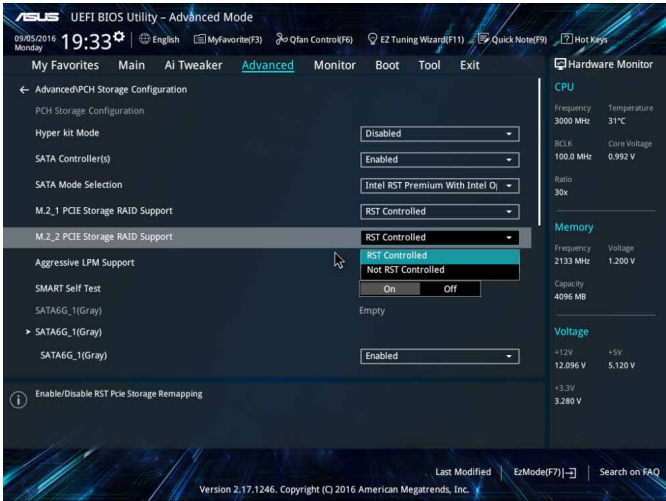 ASUS UEFI BIOS Utility – Advanced Mode
09/05/2016 Monday 19:33 English MyFavorite(F3) Qfan Control(F6) EZ Tuning Wizard(F11) Quick Note(F9) ? Hot Keys
My Favorites Main Ai Tweaker Advanced Monitor Boot Tool Exit
Advanced\PCH Storage Configuration
PCH Storage Configuration
Hyper kit Mode Disabled
SATA Controller(s) Enabled
SATA Mode Selection Intel RST Premium With Intel O
M.2_1 PCIE Storage RAID Support RST Controlled
M.2_2 PCIE Storage RAID Support RST Controlled
RST Controlled
Aggressive LPM Support
Not RST Controlled
SMART Self Test On Off
SATA6G_1(Gray) Empty
SATA6G_1(Gray)
SATA6G_1(Gray) Enabled
Enable/Disable RST Pcie Storage Remapping
Hardware Monitor
CPU
Frequency Temperature
3000 MHz 31°C
BCLK Core Voltage
100.0 MHz 0.992 V
Ratio
30x
Memory
Frequency Voltage
2133 MHz 1.200 V
Capacity
4096 MB
Voltage
+12V +5V
12.096 V 5.120 V
+3.3V
3.280 V
Last Modified EzMode(F7) Search on FAQ
Version 2.17.1246. Copyright (C) 2016 American Megatrends, Inc.